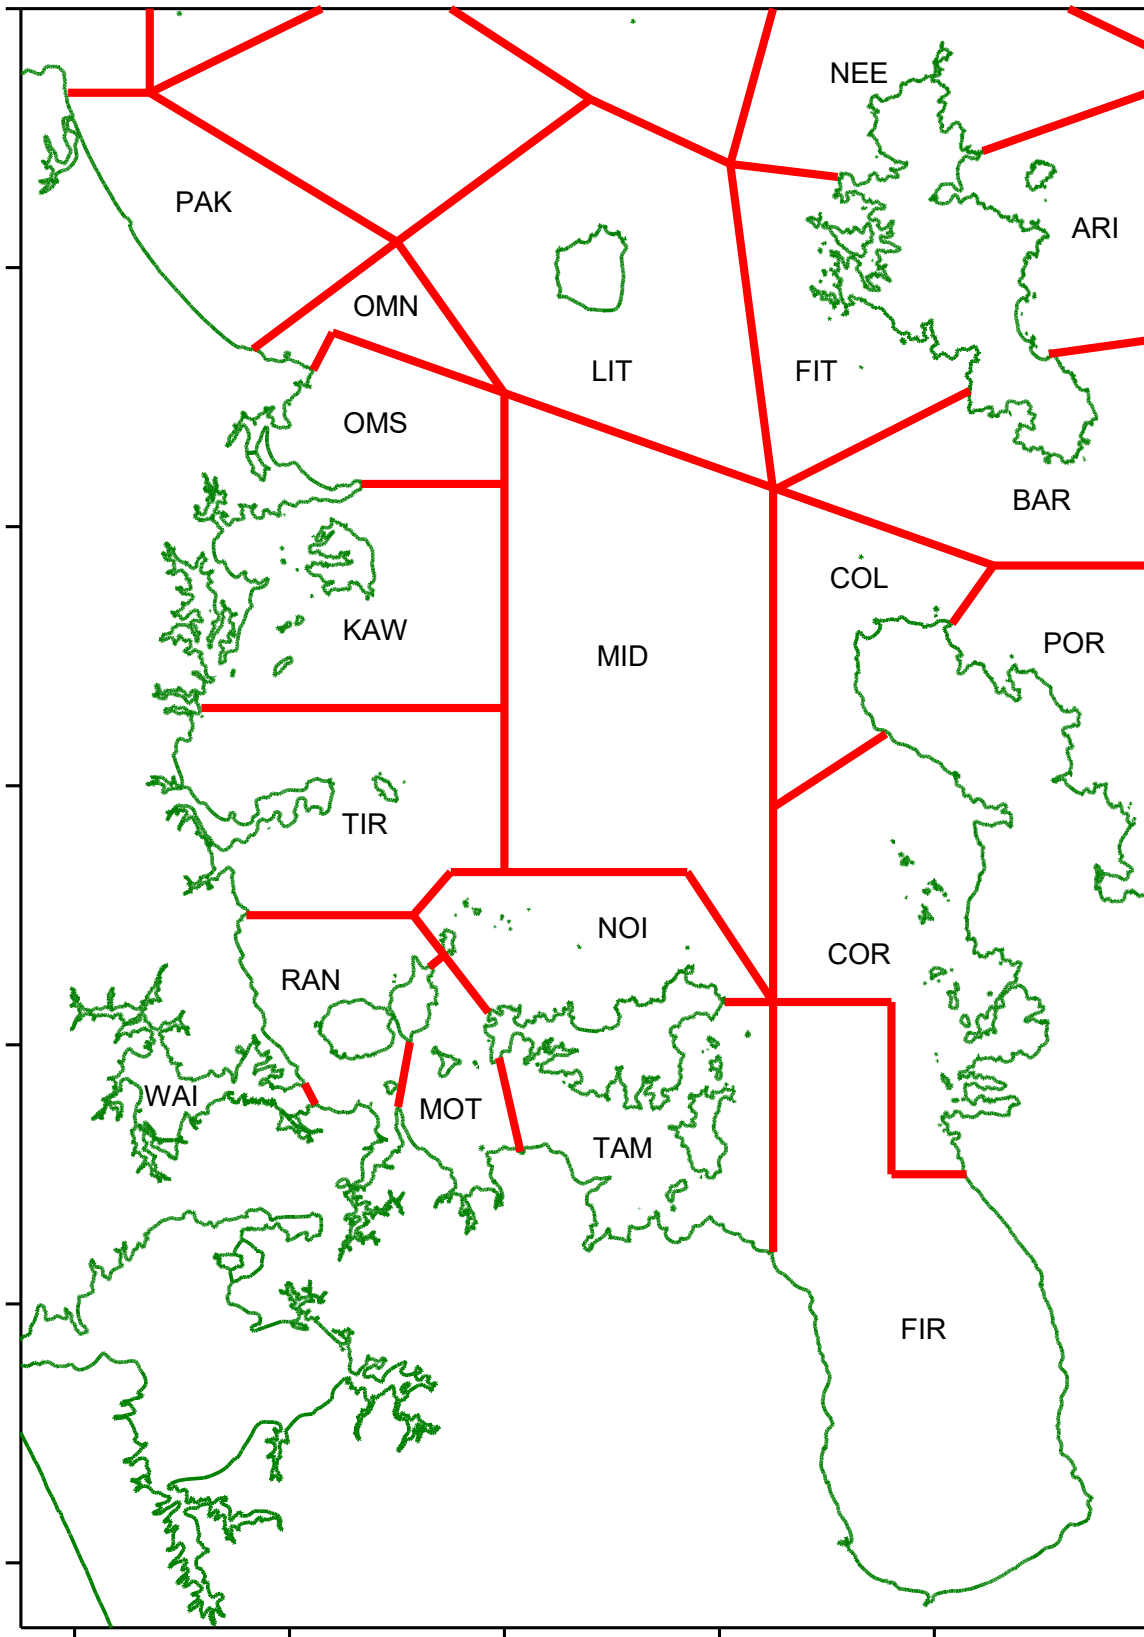 NEE
PAK
ARI
OMN
LIT
FIT
OMS
BAR
COL
KAW
POR
MID
TIR
NOI
COR
RAN
WAI
MOT
TAM
FIR